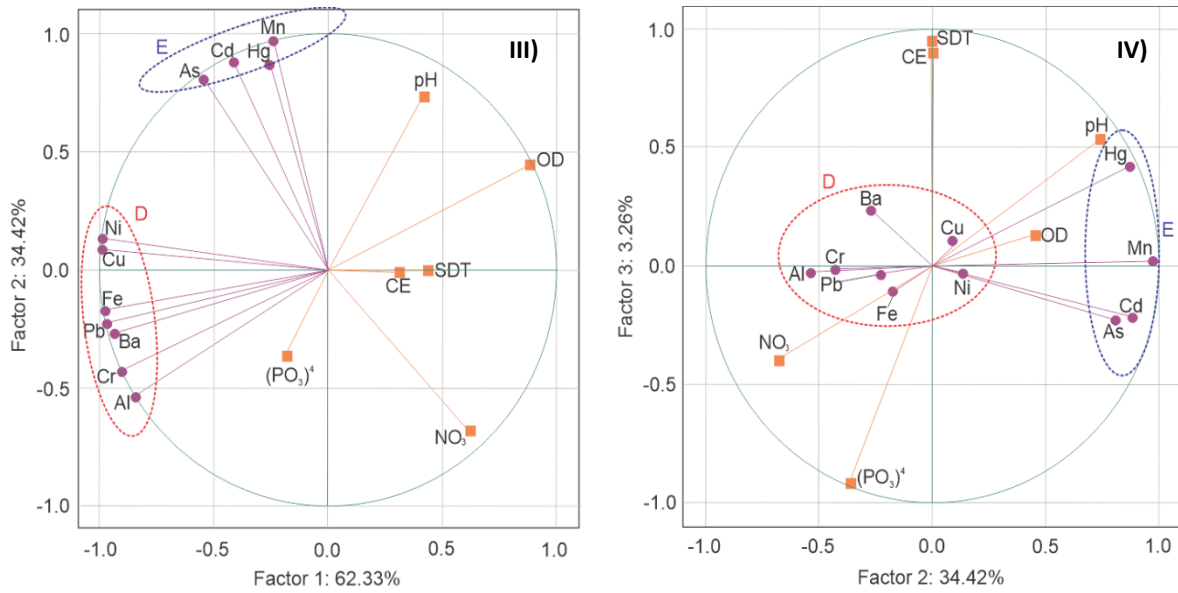 III)
E
Mn
Cd
Hg
As
pH
OD
D
Ni
Cu
SDT
CE
Fe
Pb
Ba
(PO₃)⁴
Cr
Al
NO₃
1.0
0.5
0.0
-0.5
-1.0
-1.0 -0.5 0.0 0.5 1.0
Factor 2: 34.42%
Factor 1: 62.33%
IV)
SDT
CE
pH
Hg
D
Ba
E
Cu
OD
Mn
Cr
Al
Pb
Ni
Fe
Cd
As
NO₃
(PO₃)⁴
1.0
0.5
0.0
-0.5
-1.0
-1.0 -0.5 0.0 0.5 1.0
Factor 3: 3.26%
Factor 2: 34.42%